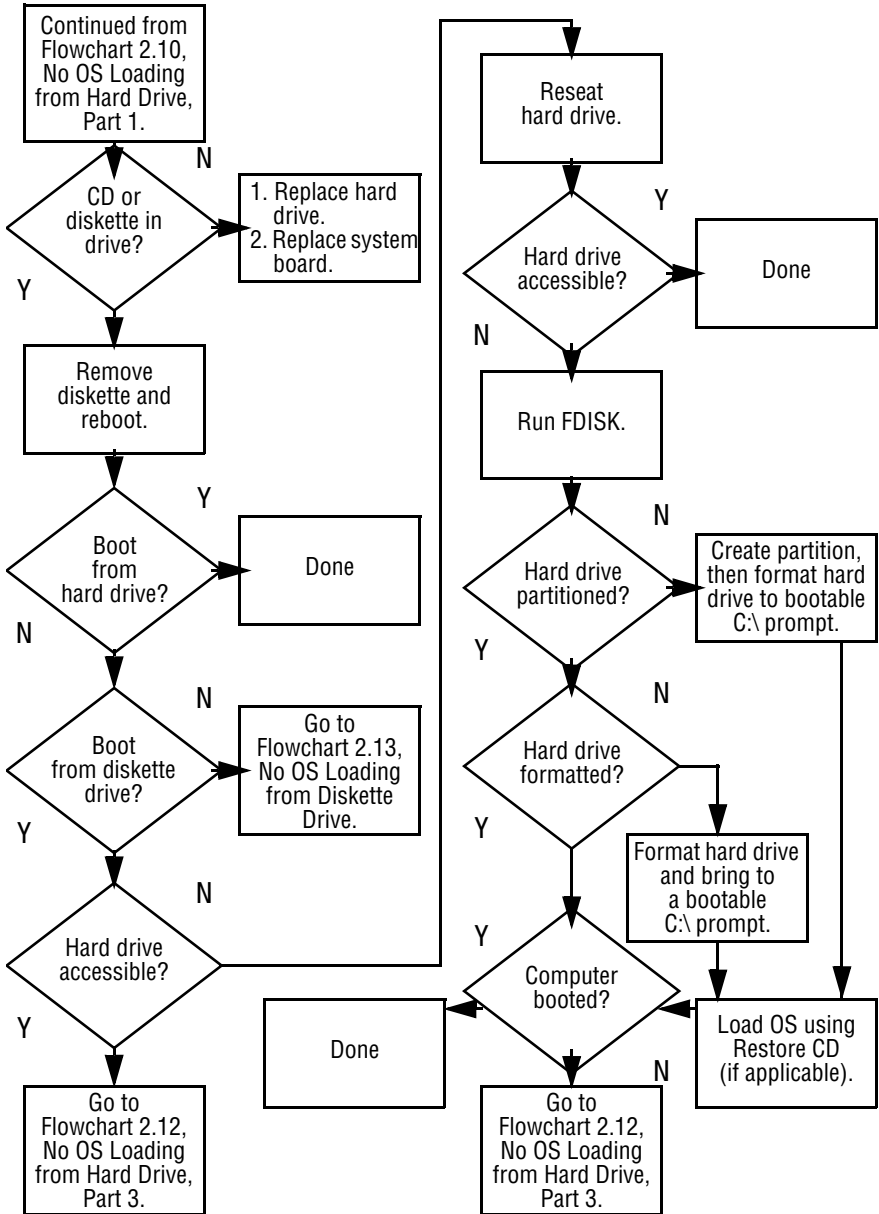 Continued from
Flowchart 2.10,
No OS Loading
from Hard Drive,
Part 1.
N
CD or
diskette in
drive?
1. Replace hard
drive.
2. Replace system
board.
Y
Remove
diskette and
reboot.
Y
Boot
from
hard drive?
Done
N
N
Boot
from diskette
drive?
Go to
Flowchart 2.13,
No OS Loading
from Diskette
Drive.
Y
N
Hard drive
accessible?
Y
Go to
Flowchart 2.12,
No OS Loading
from Hard Drive,
Part 3.
Reseat
hard drive.
Y
Hard drive
accessible?
Done
N
Run FDISK.
N
Hard drive
partitioned?
Create partition,
then format hard
drive to bootable
C:\ prompt.
Y
N
Hard drive
formatted?
Y
Format hard drive
and bring to
a bootable
C:\ prompt.
Y
Computer
booted?
Done
Load OS using
Restore CD
(if applicable).
N
Go to
Flowchart 2.12,
No OS Loading
from Hard Drive,
Part 3.